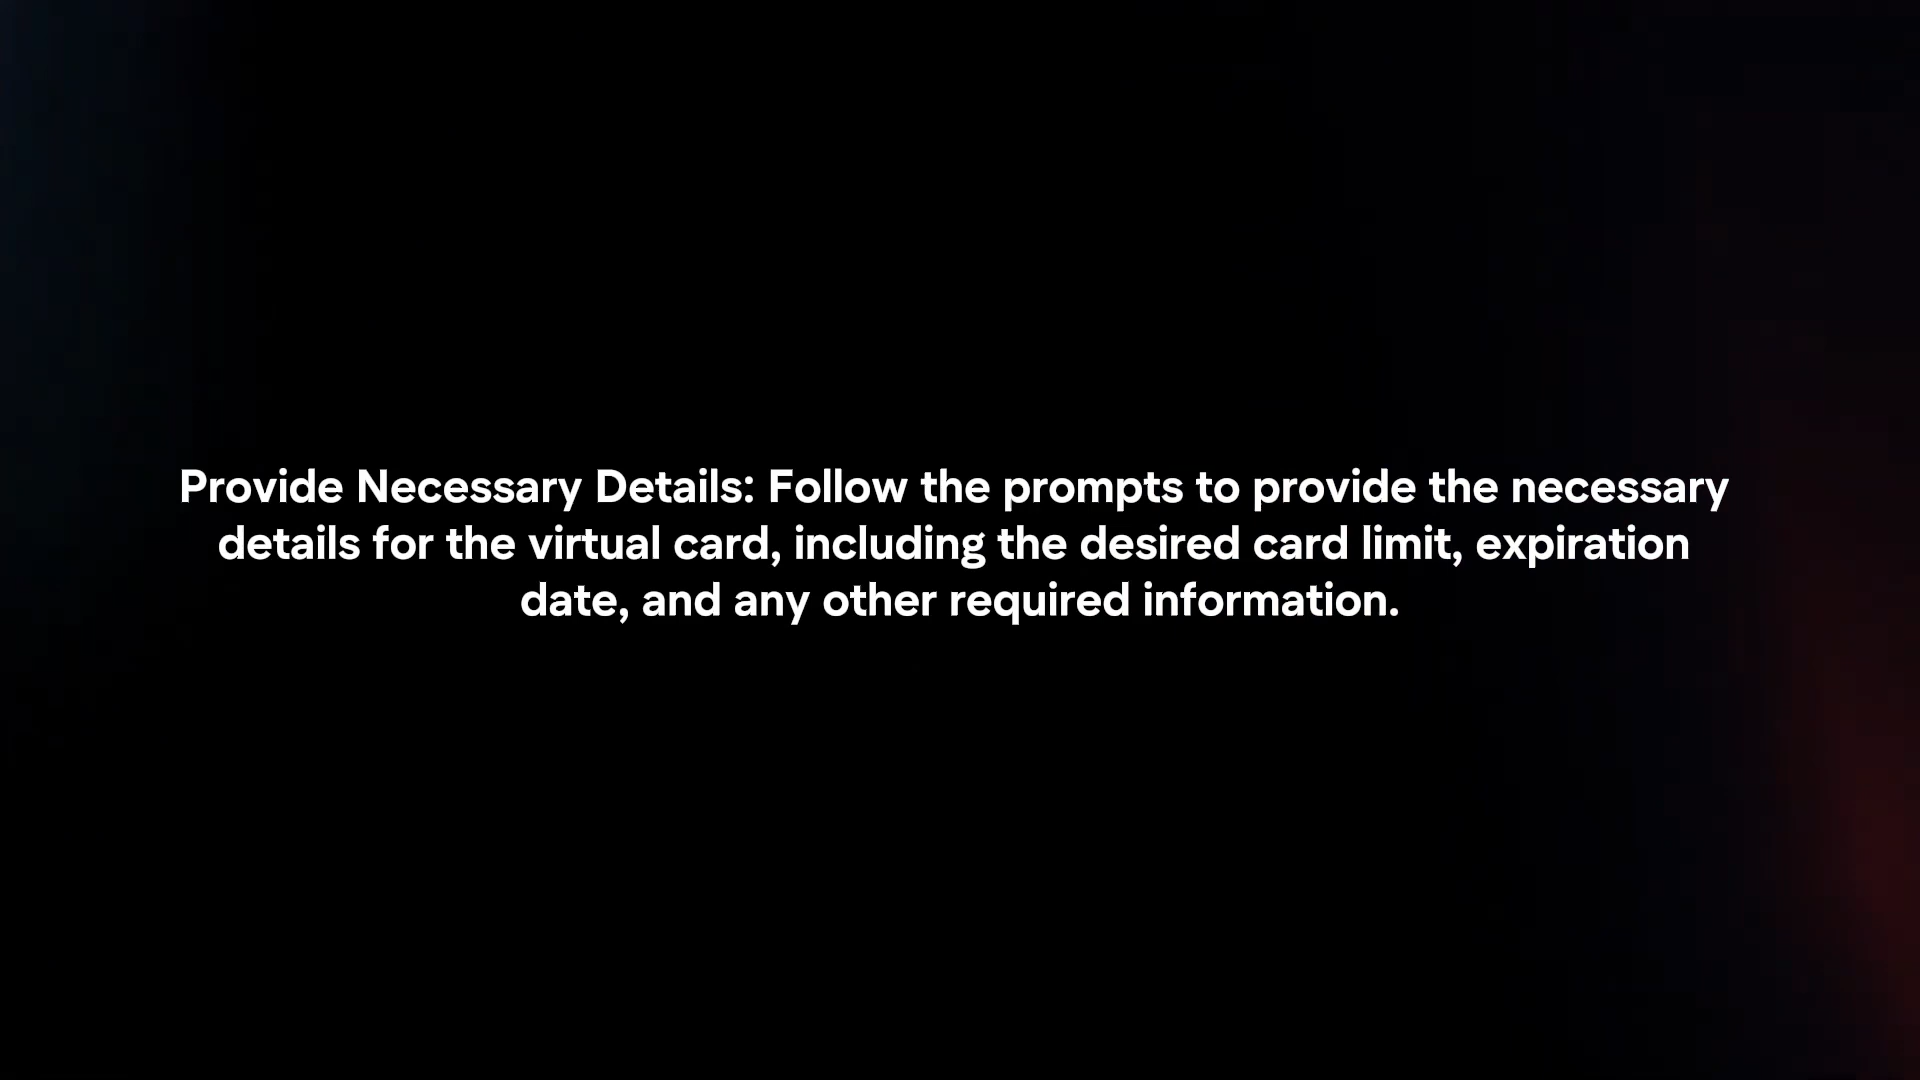 Provide Necessary Details: Follow the prompts to provide the necessary
details for the virtual card, including the desired card limit, expiration
date, and any other required information.